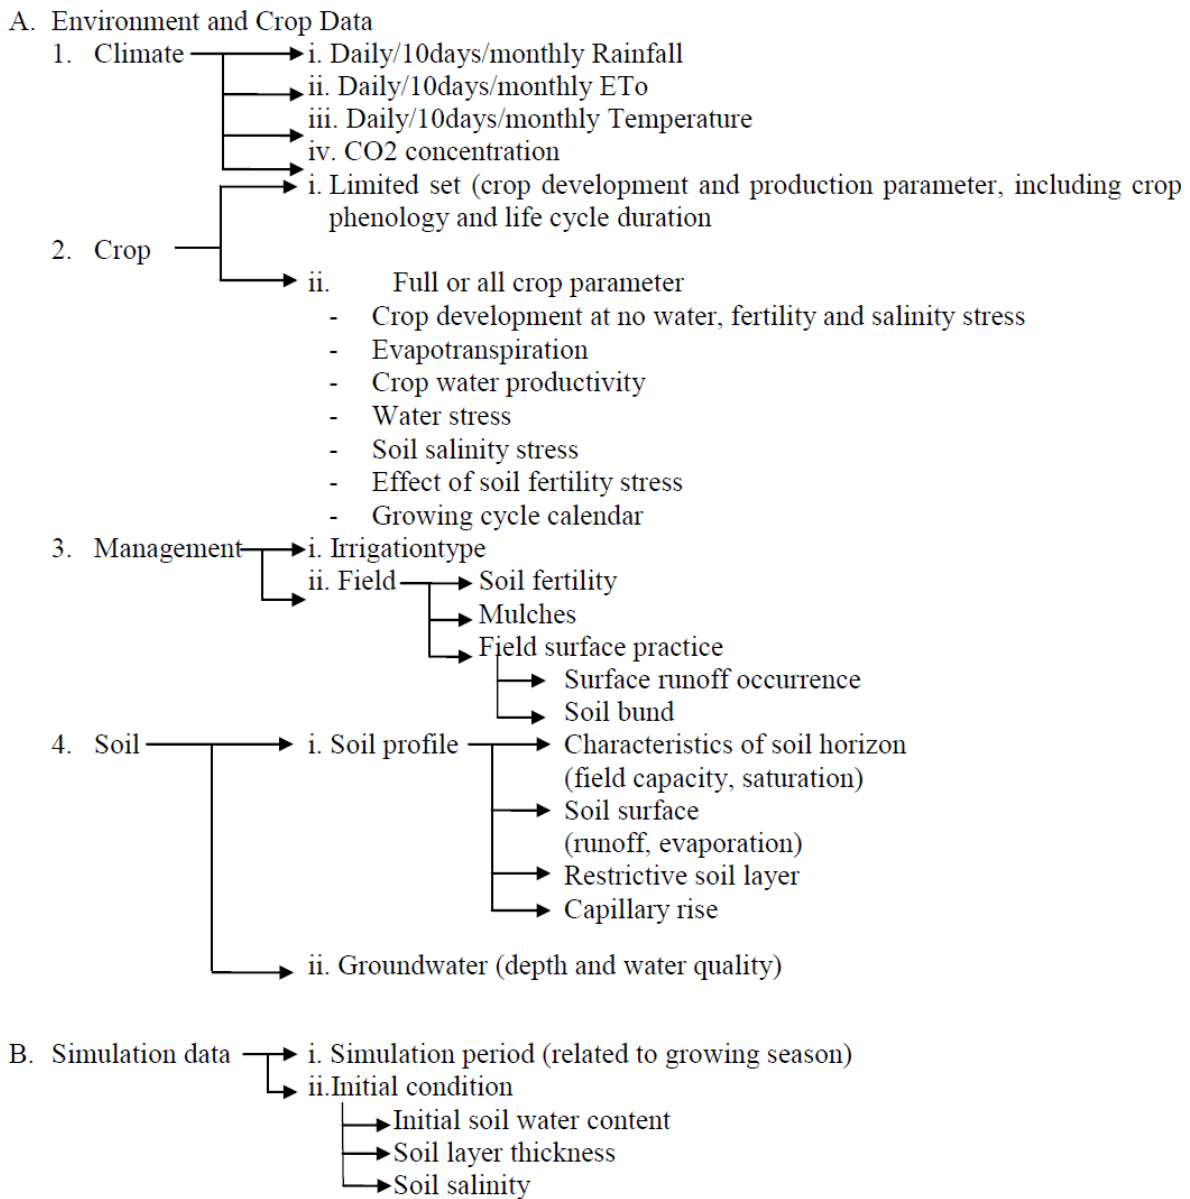 A. Environment and Crop Data
1. Climate i. Daily/10days/monthly Rainfall
ii. Daily/10days/monthly ETo
iii. Daily/10days/monthly Temperature
iv. CO2 concentration
i. Limited set (crop development and production parameter, including crop
phenology and life cycle duration
2. Crop
ii. Full or all crop parameter
- Crop development at no water, fertility and salinity stress
- Evapotranspiration
- Crop water productivity
- Water stress
- Soil salinity stress
- Effect of soil fertility stress
- Growing cycle calendar
3. Management i. Irrigationtype
ii. Field Soil fertility
Mulches
Field surface practice
Surface runoff occurrence
Soil bund
4. Soil i. Soil profile Characteristics of soil horizon
(field capacity, saturation)
Soil surface
(runoff, evaporation)
Restrictive soil layer
Capillary rise
ii. Groundwater (depth and water quality)
B. Simulation data i. Simulation period (related to growing season)
ii.Initial condition
Initial soil water content
Soil layer thickness
Soil salinity